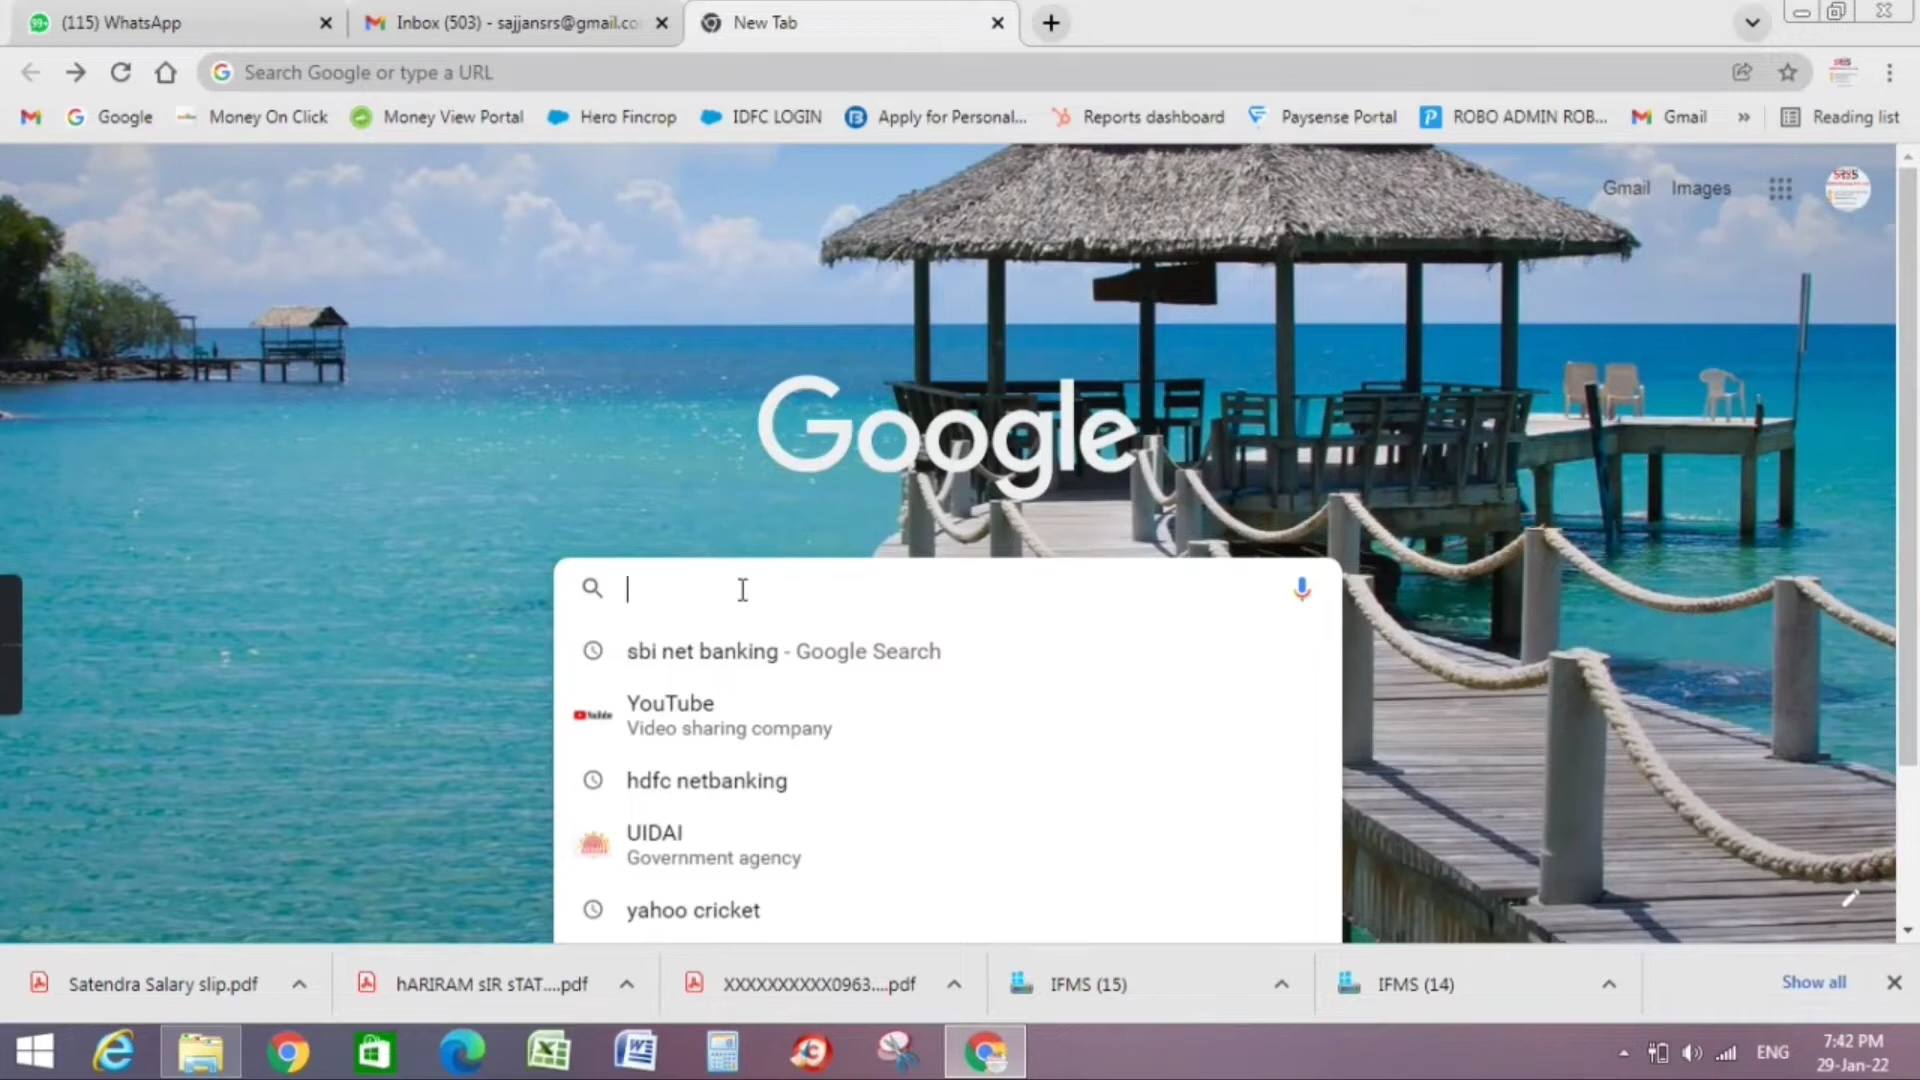 (115) WhatsApp
Inbox (503) - sajjansrs@gmail.co
New Tab
Search Google or type a URL
Google
Money On Click
Money View Portal
Hero Fincrop
IDFC LOGIN
Apply for Personal...
Reports dashboard
Paysense Portal
ROBO ADMIN ROB...
Gmail
»
Reading list
Gmail
Images
Google
sbi net banking - Google Search
YouTube
Video sharing company
hdfc netbanking
UIDAI
Government agency
yahoo cricket
Satendra Salary slip.pdf
hARIRAM sIR sTAT....pdf
XXXXXXXXXX0963....pdf
IFMS (15)
IFMS (14)
Show all
ENG
7:42 PM
29-Jan-22